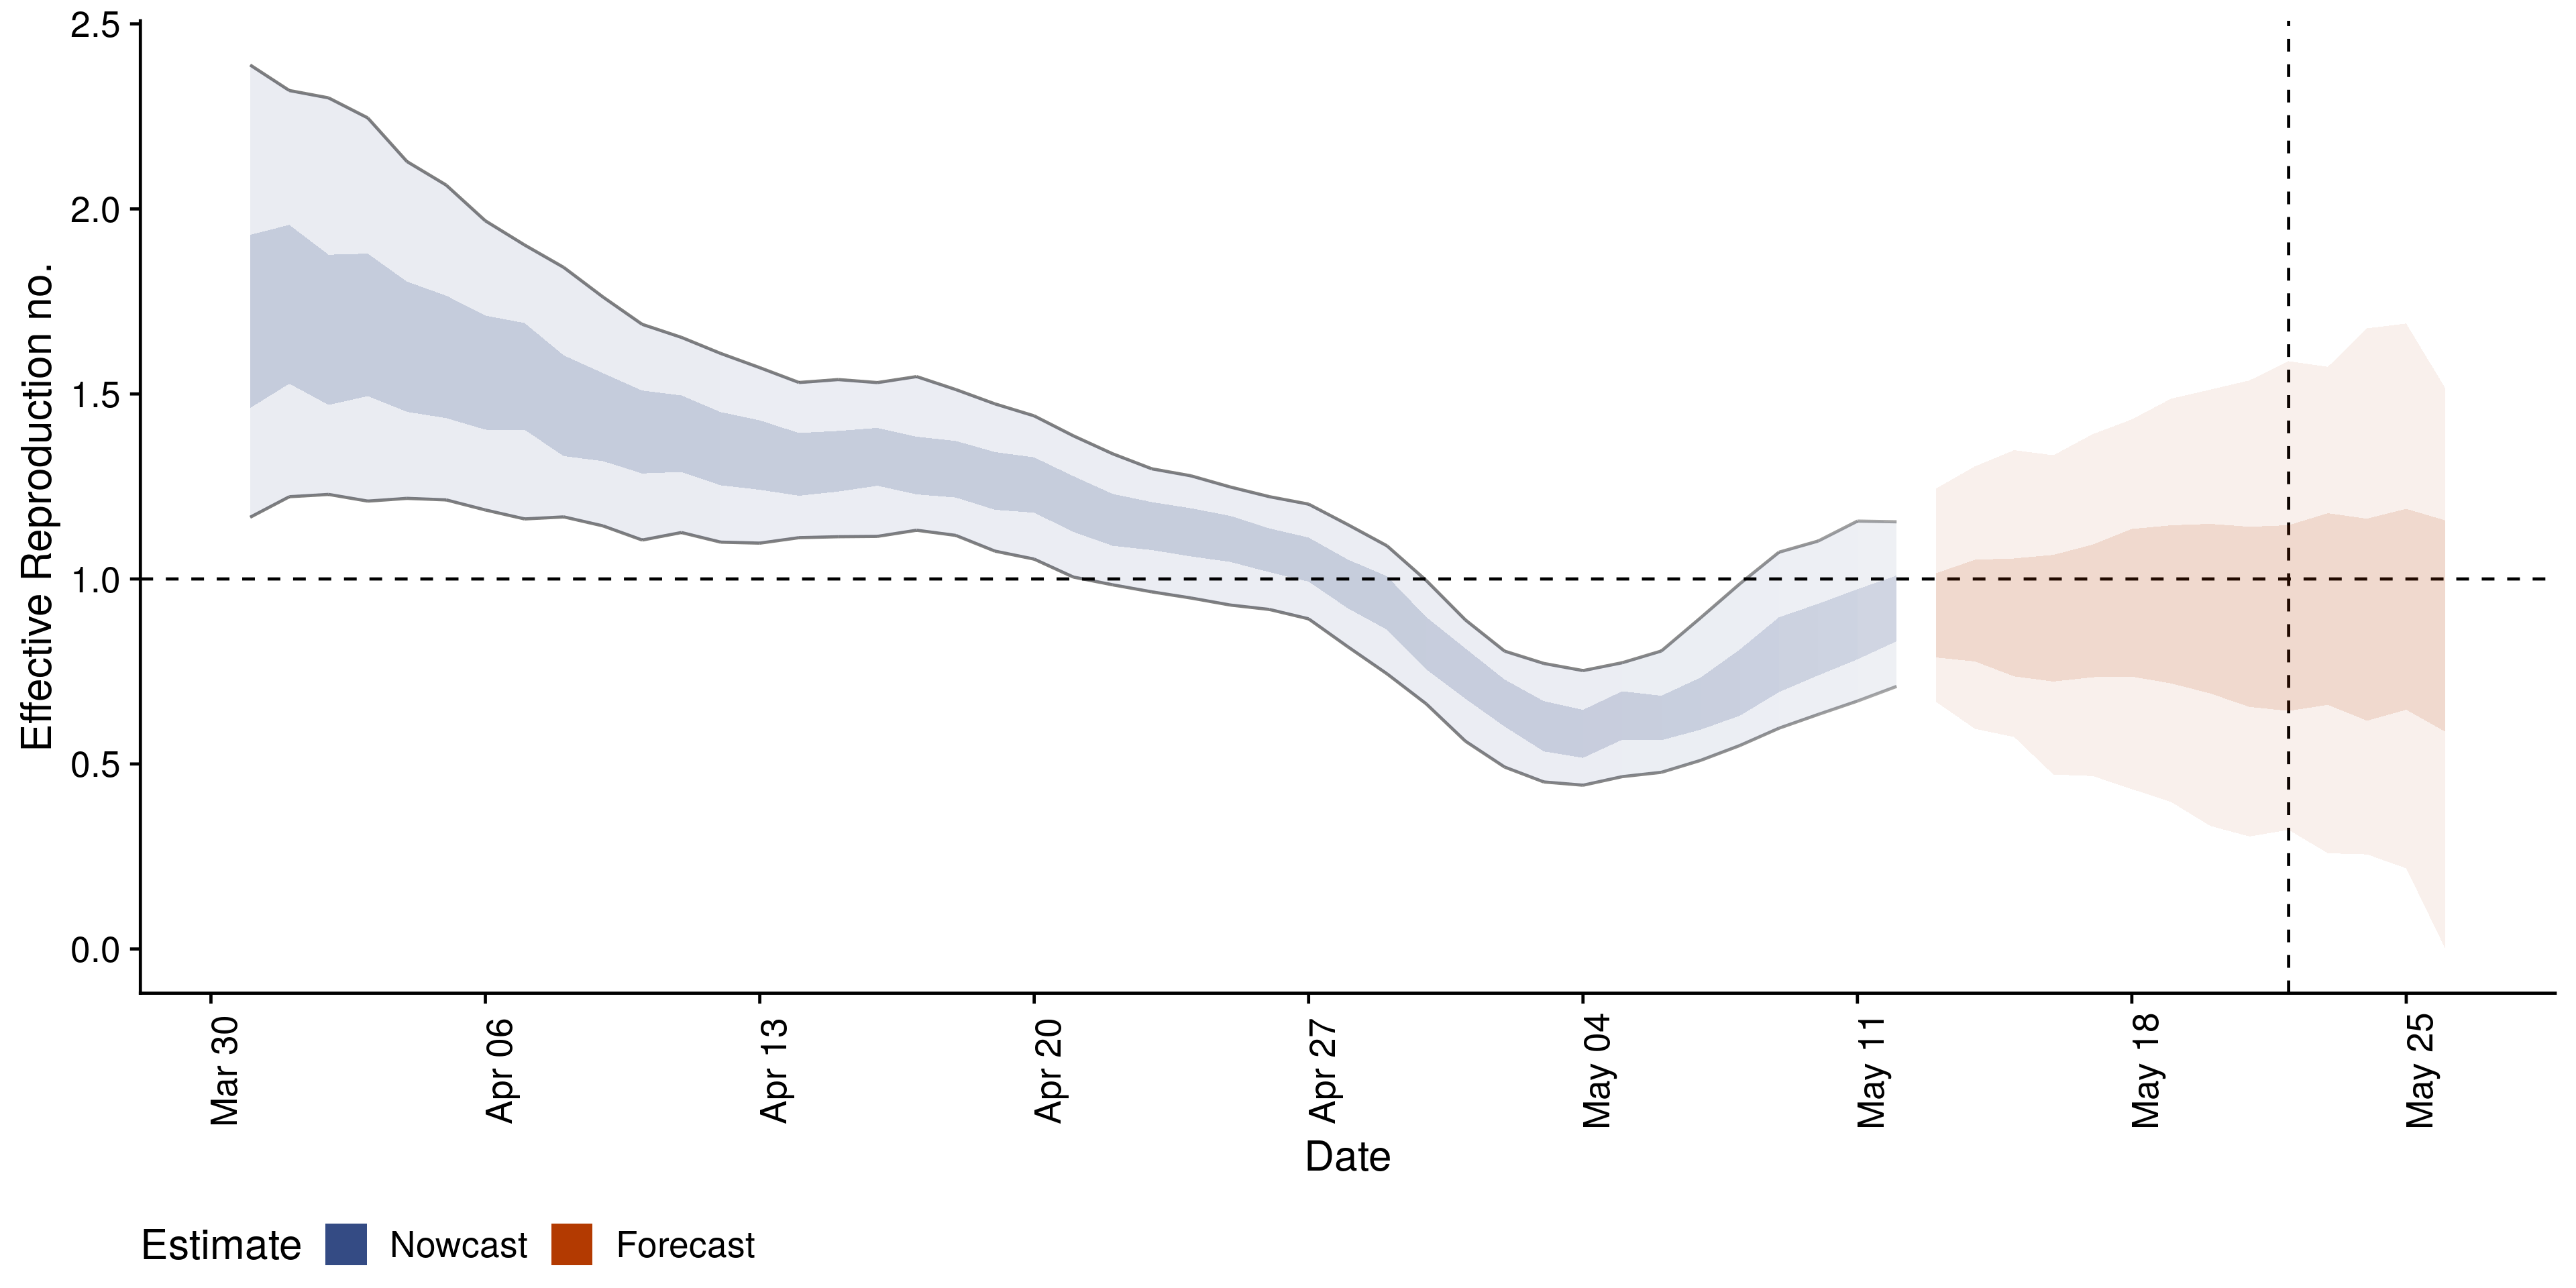 Effective Reproduction no.
2.5
2.0
1.5
1.0
0.5
0.0
Mar 30
Apr 06
Apr 13
Apr 20
Apr 27
May 04
May 11
May 18
May 25
Date
Estimate Nowcast Forecast